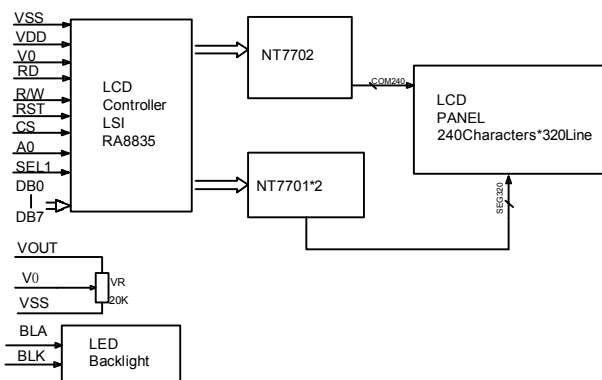 VSS
VDD
V0
RD
R/W
RST
CS
A0
SEL1
DB0
DB7
LCD
Controller
LSI
RA8835
NT7702
NT7701*2
COM240
SEG320
LCD
PANEL
240Characters*320Line
VOUT
V0
VSS
VR
20K
BLA
BLK
LED
Backlight